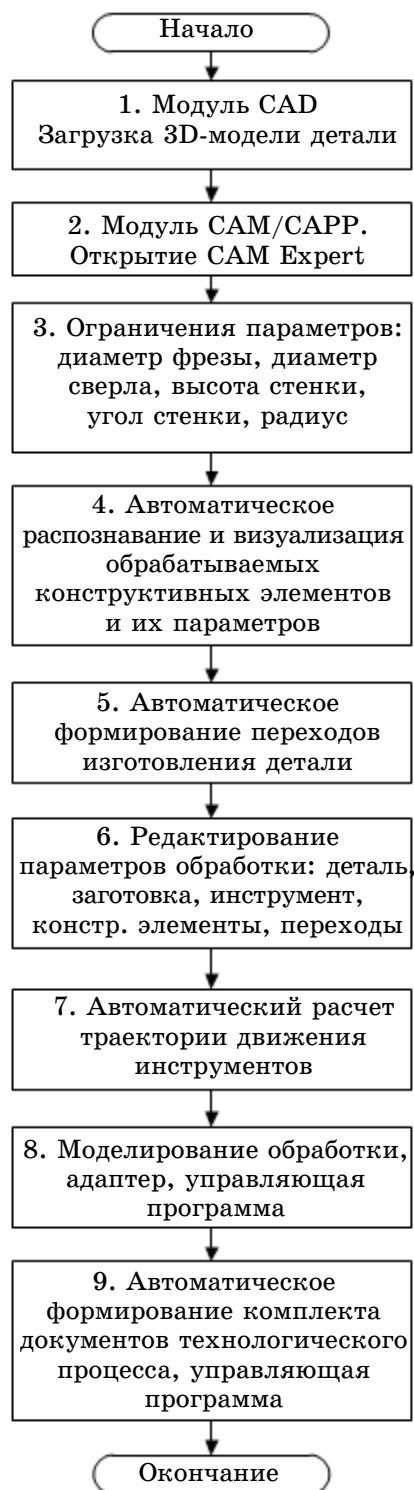 Начало
1. Модуль CAD
Загрузка 3D-модели детали
2. Модуль CAM/CAPP.
Открытие CAM Expert
3. Ограничения параметров:
диаметр фрезы, диаметр
сверла, высота стенки,
угол стенки, радиус
4. Автоматическое
распознавание и визуализация
обрабатываемых
конструктивных элементов
и их параметров
5. Автоматическое
формирование переходов
изготовления детали
6. Редактирование
параметров обработки: деталь,
заготовка, инструмент,
констр. элементы, переходы
7. Автоматический расчет
траектории движения
инструментов
8. Моделирование обработки,
адаптер, управляющая
программа
9. Автоматическое
формирование комплекта
документов технологического
процесса, управляющая
программа
Окончание